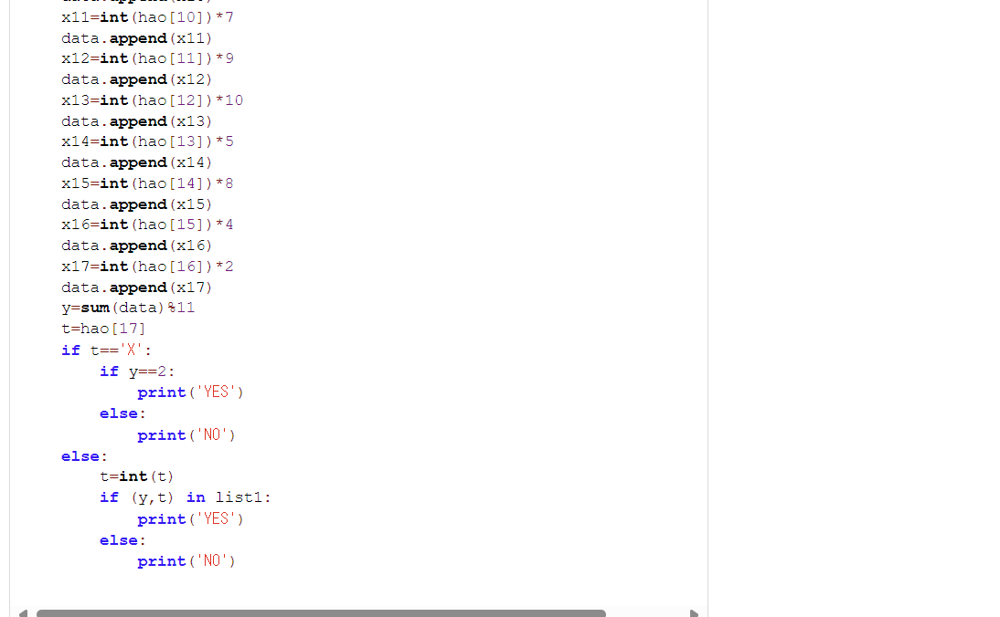 x11=int(hao[10])*7
data.append(x11)
x12=int(hao[11])*9
data.append(x12)
x13=int(hao[12])*10
data.append(x13)
x14=int(hao[13])*5
data.append(x14)
x15=int(hao[14])*8
data.append(x15)
x16=int(hao[15])*4
data.append(x16)
x17=int(hao[16])*2
data.append(x17)
y=sum(data)%11
t=hao[17]
if t=='X':
    if y==2:
        print('YES')
    else:
        print('NO')
else:
    t=int(t)
    if (y,t) in list1:
        print('YES')
    else:
        print('NO')